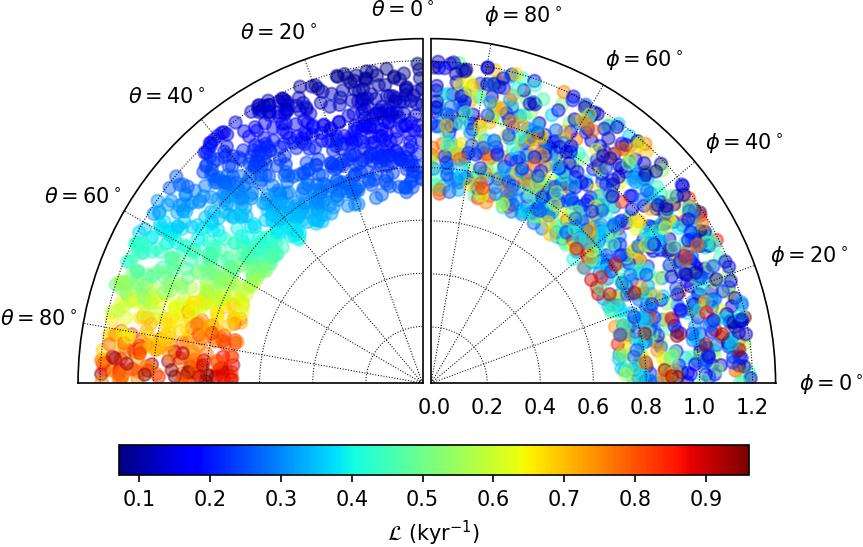 θ = 0° ϕ = 80°
θ = 20° ϕ = 60°
θ = 40° ϕ = 40°
θ = 60° ϕ = 20°
θ = 80° ϕ = 0°
0.0 0.2 0.4 0.6 0.8 1.0 1.2
0.1 0.2 0.3 0.4 0.5 0.6 0.7 0.8 0.9
ℒ (kyr⁻¹)